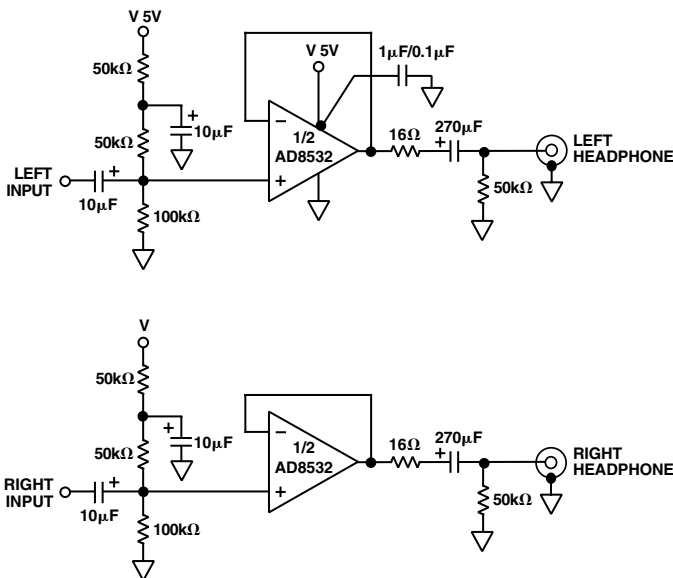 V 5V
50kΩ
50kΩ
10µF
LEFT
INPUT
10µF
100kΩ
V 5V
1µF/0.1µF
−
1/2
AD8532
+
16Ω
270µF
+
50kΩ
LEFT
HEADPHONE
V
50kΩ
50kΩ
10µF
RIGHT
INPUT
10µF
100kΩ
−
1/2
AD8532
+
16Ω
270µF
+
50kΩ
RIGHT
HEADPHONE